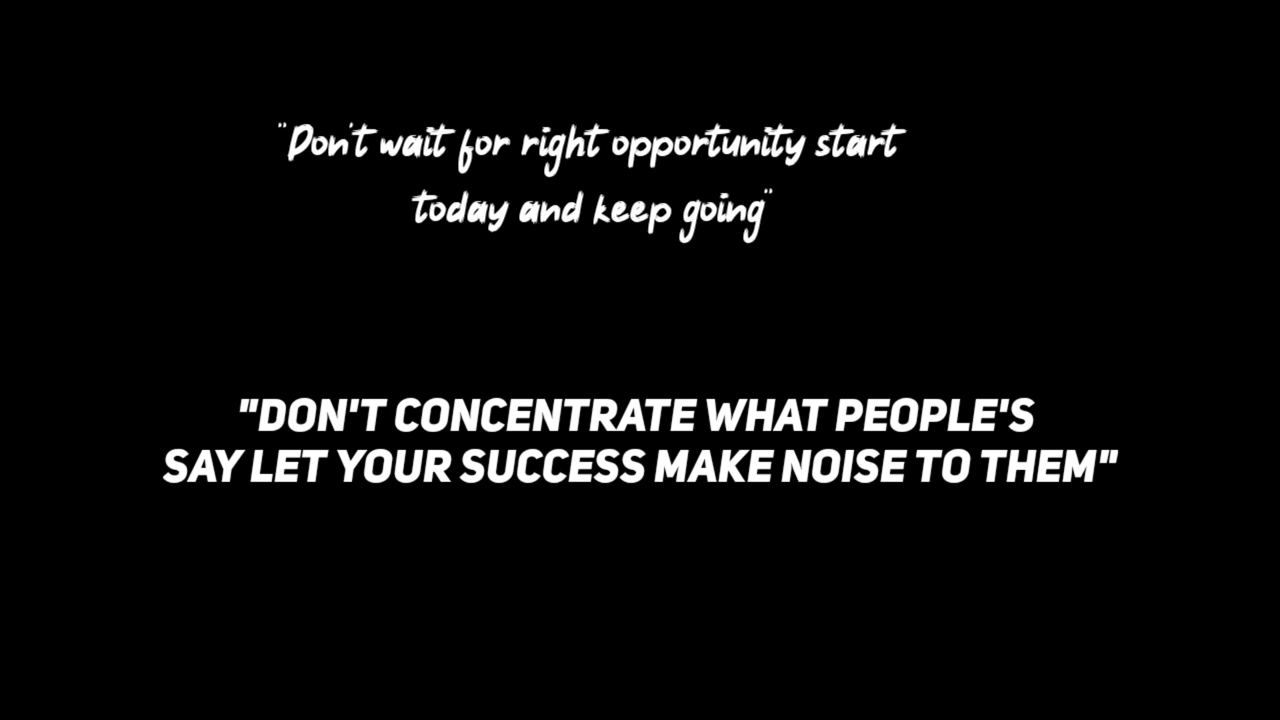 "Don't wait for right opportunity start
today and keep going"
"DON'T CONCENTRATE WHAT PEOPLE'S
SAY LET YOUR SUCCESS MAKE NOISE TO THEM"